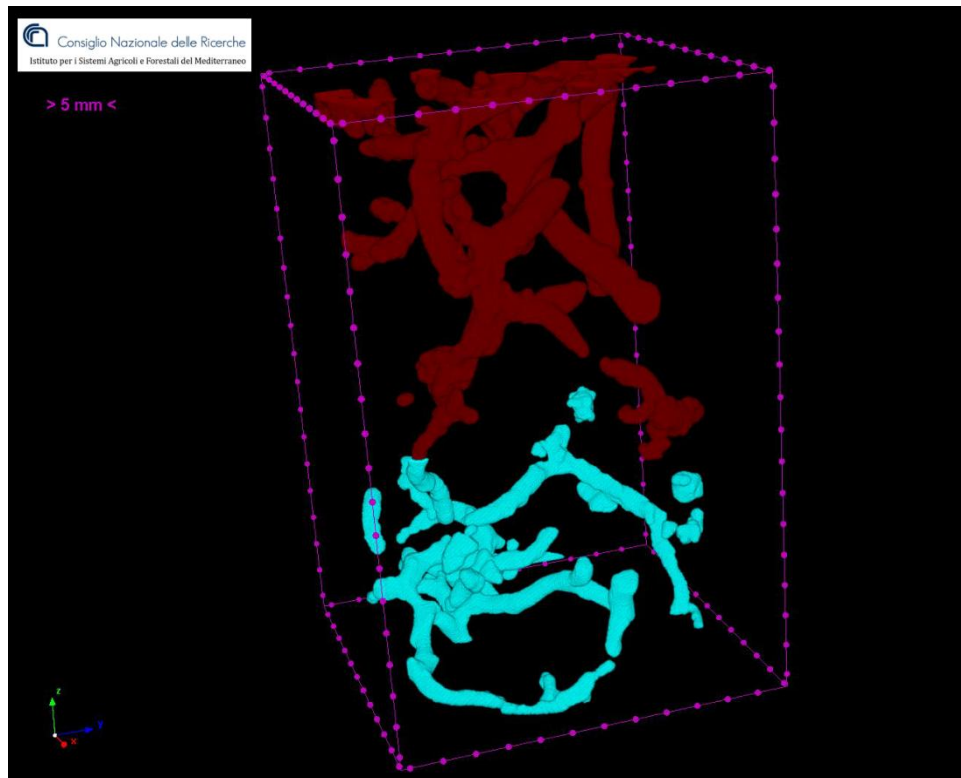 Consiglio Nazionale delle Ricerche
Istituto per i Sistemi Agricoli e Forestali del Mediterraneo
> 5 mm <
z
y
x